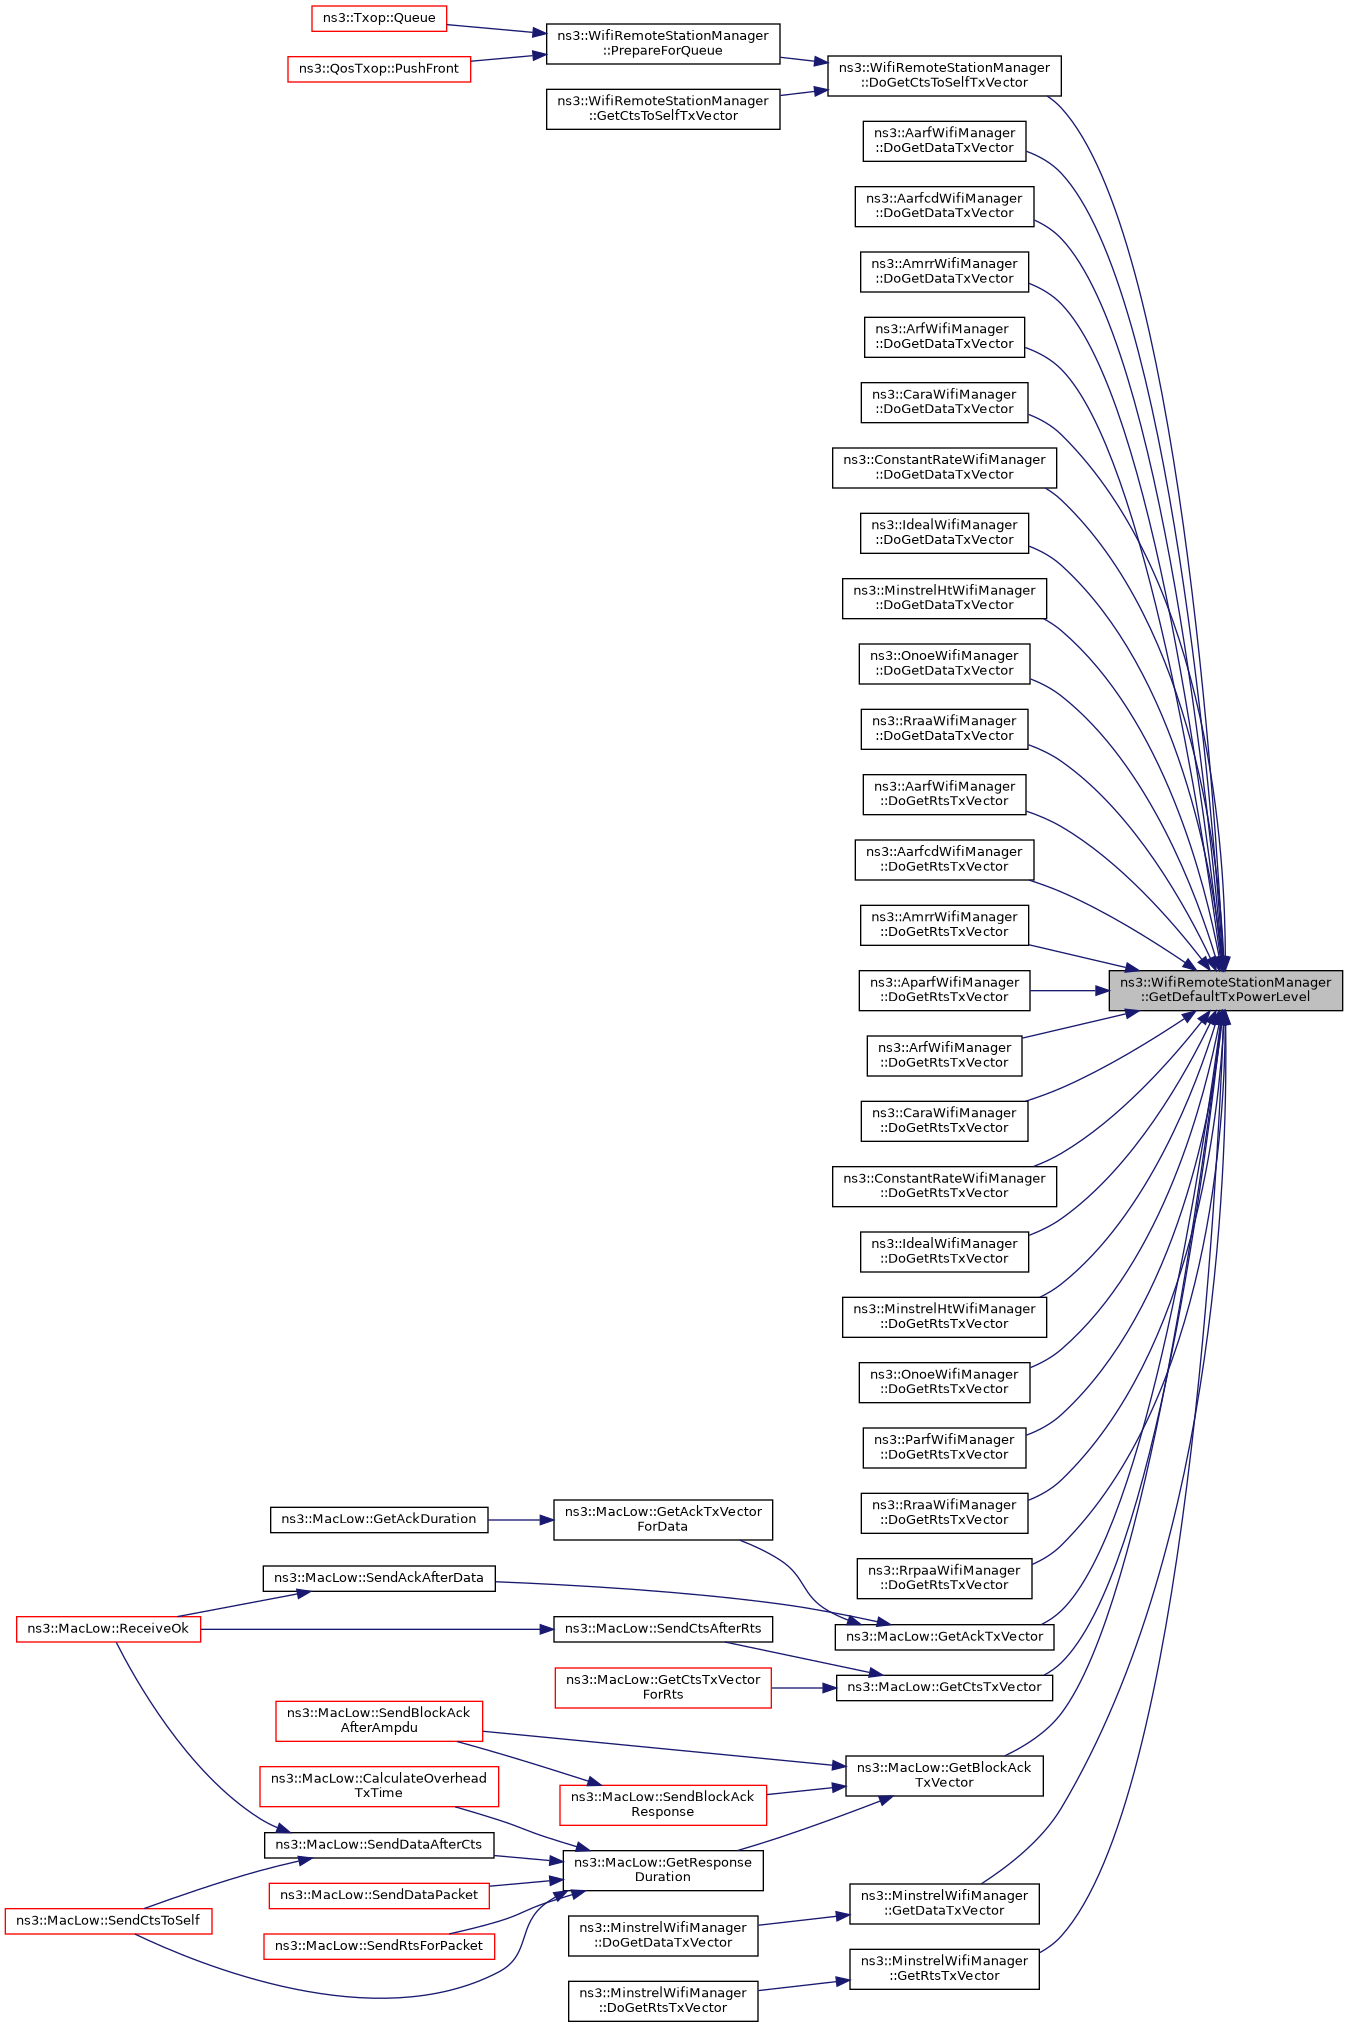 ns3::Txop::Queue
ns3::QosTxop::PushFront
ns3::WifiRemoteStationManager
::PrepareForQueue
ns3::WifiRemoteStationManager
::GetCtsToSelfTxVector
ns3::WifiRemoteStationManager
::DoGetCtsToSelfTxVector
ns3::AarfWifiManager
::DoGetDataTxVector
ns3::AarfcdWifiManager
::DoGetDataTxVector
ns3::AmrrWifiManager
::DoGetDataTxVector
ns3::ArfWifiManager
::DoGetDataTxVector
ns3::CaraWifiManager
::DoGetDataTxVector
ns3::ConstantRateWifiManager
::DoGetDataTxVector
ns3::IdealWifiManager
::DoGetDataTxVector
ns3::MinstrelHtWifiManager
::DoGetDataTxVector
ns3::OnoeWifiManager
::DoGetDataTxVector
ns3::RraaWifiManager
::DoGetDataTxVector
ns3::AarfWifiManager
::DoGetRtsTxVector
ns3::AarfcdWifiManager
::DoGetRtsTxVector
ns3::AmrrWifiManager
::DoGetRtsTxVector
ns3::AparfWifiManager
::DoGetRtsTxVector
ns3::WifiRemoteStationManager
::GetDefaultTxPowerLevel
ns3::ArfWifiManager
::DoGetRtsTxVector
ns3::CaraWifiManager
::DoGetRtsTxVector
ns3::ConstantRateWifiManager
::DoGetRtsTxVector
ns3::IdealWifiManager
::DoGetRtsTxVector
ns3::MinstrelHtWifiManager
::DoGetRtsTxVector
ns3::OnoeWifiManager
::DoGetRtsTxVector
ns3::ParfWifiManager
::DoGetRtsTxVector
ns3::RraaWifiManager
::DoGetRtsTxVector
ns3::RrpaaWifiManager
::DoGetRtsTxVector
ns3::MacLow::GetAckDuration
ns3::MacLow::GetAckTxVector
ForData
ns3::MacLow::SendAckAfterData
ns3::MacLow::ReceiveOk
ns3::MacLow::SendCtsAfterRts
ns3::MacLow::GetAckTxVector
ns3::MacLow::GetCtsTxVector
ForRts
ns3::MacLow::GetCtsTxVector
ns3::MacLow::SendBlockAck
AfterAmpdu
ns3::MacLow::CalculateOverhead
TxTime
ns3::MacLow::SendBlockAck
Response
ns3::MacLow::GetBlockAck
TxVector
ns3::MacLow::SendDataAfterCts
ns3::MacLow::GetResponse
Duration
ns3::MacLow::SendDataPacket
ns3::MacLow::SendCtsToSelf
ns3::MacLow::SendRtsForPacket
ns3::MinstrelWifiManager
::DoGetDataTxVector
ns3::MinstrelWifiManager
::GetDataTxVector
ns3::MinstrelWifiManager
::DoGetRtsTxVector
ns3::MinstrelWifiManager
::GetRtsTxVector